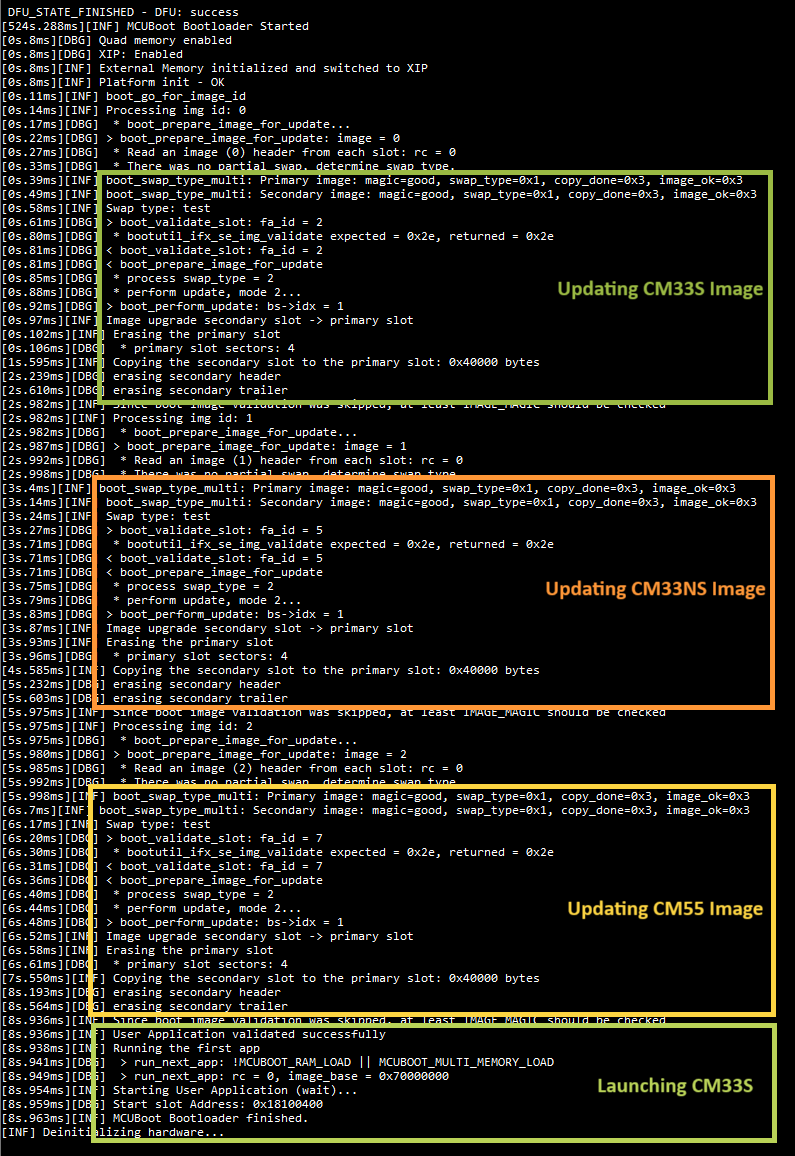 DFU_STATE_FINISHED - DFU: success
[524s.288ms][INF] MCUBoot Bootloader Started
[0s.8ms][DBG] Quad memory enabled
[0s.8ms][DBG] XIP: Enabled
[0s.8ms][INF] External Memory initialized and switched to XIP
[0s.8ms][INF] Platform init - OK
[0s.11ms][INF] boot_go_for_image_id
[0s.14ms][INF] Processing img id: 0
[0s.17ms][DBG]  * boot_prepare_image_for_update...
[0s.22ms][DBG] > boot_prepare_image_for_update: image = 0
[0s.27ms][DBG]  * Read an image (0) header from each slot: rc = 0
[0s.33ms][DBG]  * There was no partial swap, determine swap type.
[0s.39ms][INF] boot_swap_type_multi: Primary image: magic=good, swap_type=0x1, copy_done=0x3, image_ok=0x3
[0s.49ms][INF] boot_swap_type_multi: Secondary image: magic=good, swap_type=0x1, copy_done=0x3, image_ok=0x3
[0s.58ms][INF] Swap type: test
[0s.61ms][DBG] > boot_validate_slot: fa_id = 2
[0s.80ms][DBG]  * bootutil_ifx_se_img_validate expected = 0x2e, returned = 0x2e
[0s.81ms][DBG] < boot_validate_slot: fa_id = 2
[0s.81ms][DBG] < boot_prepare_image_for_update
[0s.85ms][DBG]  * process swap_type = 2
[0s.88ms][DBG]  * perform update, mode 2...
Updating CM33S Image
[0s.92ms][DBG] > boot_perform_update: bs->idx = 1
[0s.97ms][INF] Image upgrade secondary slot -> primary slot
[0s.102ms][INF] Erasing the primary slot
[0s.106ms][DBG]  * primary slot sectors: 4
[1s.595ms][INF] Copying the secondary slot to the primary slot: 0x40000 bytes
[2s.239ms][DBG] erasing secondary header
[2s.610ms][DBG] erasing secondary trailer
[2s.982ms][INF] Since boot image validation was skipped, at least IMAGE_MAGIC should be checked
[2s.982ms][INF] Processing img id: 1
[2s.982ms][DBG]  * boot_prepare_image_for_update...
[2s.987ms][DBG] > boot_prepare_image_for_update: image = 1
[2s.992ms][DBG]  * Read an image (1) header from each slot: rc = 0
[2s.998ms][DBG]  * There was no partial swap, determine swap type.
[3s.4ms][INF] boot_swap_type_multi: Primary image: magic=good, swap_type=0x1, copy_done=0x3, image_ok=0x3
[3s.14ms][INF] boot_swap_type_multi: Secondary image: magic=good, swap_type=0x1, copy_done=0x3, image_ok=0x3
[3s.24ms][INF] Swap type: test
[3s.27ms][DBG] > boot_validate_slot: fa_id = 5
[3s.71ms][DBG]  * bootutil_ifx_se_img_validate expected = 0x2e, returned = 0x2e
[3s.71ms][DBG] < boot_validate_slot: fa_id = 5
[3s.71ms][DBG] < boot_prepare_image_for_update
[3s.75ms][DBG]  * process swap_type = 2
Updating CM33NS Image
[3s.79ms][DBG]  * perform update, mode 2...
[3s.83ms][DBG] > boot_perform_update: bs->idx = 1
[3s.87ms][INF] Image upgrade secondary slot -> primary slot
[3s.93ms][INF] Erasing the primary slot
[3s.96ms][DBG]  * primary slot sectors: 4
[4s.585ms][INF] Copying the secondary slot to the primary slot: 0x40000 bytes
[5s.232ms][DBG] erasing secondary header
[5s.603ms][DBG] erasing secondary trailer
[5s.975ms][INF] Since boot image validation was skipped, at least IMAGE_MAGIC should be checked
[5s.975ms][INF] Processing img id: 2
[5s.975ms][DBG]  * boot_prepare_image_for_update...
[5s.980ms][DBG] > boot_prepare_image_for_update: image = 2
[5s.985ms][DBG]  * Read an image (2) header from each slot: rc = 0
[5s.992ms][DBG]  * There was no partial swap, determine swap type.
[5s.998ms][INF] boot_swap_type_multi: Primary image: magic=good, swap_type=0x1, copy_done=0x3, image_ok=0x3
[6s.7ms][INF] boot_swap_type_multi: Secondary image: magic=good, swap_type=0x1, copy_done=0x3, image_ok=0x3
[6s.17ms][INF] Swap type: test
[6s.20ms][DBG] > boot_validate_slot: fa_id = 7
[6s.30ms][DBG]  * bootutil_ifx_se_img_validate expected = 0x2e, returned = 0x2e
[6s.31ms][DBG] < boot_validate_slot: fa_id = 7
[6s.36ms][DBG] < boot_prepare_image_for_update
[6s.40ms][DBG]  * process swap_type = 2
[6s.44ms][DBG]  * perform update, mode 2...
Updating CM55 Image
[6s.48ms][DBG] > boot_perform_update: bs->idx = 1
[6s.52ms][INF] Image upgrade secondary slot -> primary slot
[6s.58ms][INF] Erasing the primary slot
[6s.61ms][DBG]  * primary slot sectors: 4
[7s.550ms][INF] Copying the secondary slot to the primary slot: 0x40000 bytes
[8s.193ms][DBG] erasing secondary header
[8s.564ms][DBG] erasing secondary trailer
[8s.936ms][INF] Since boot image validation was skipped, at least IMAGE_MAGIC should be checked
[8s.936ms][INF] User Application validated successfully
[8s.938ms][INF] Running the first app
[8s.941ms][DBG]  > run_next_app: !MCUBOOT_RAM_LOAD || MCUBOOT_MULTI_MEMORY_LOAD
[8s.949ms][DBG]  > run_next_app: rc = 0, image_base = 0x70000000
Launching CM33S
[8s.954ms][INF] Starting User Application (wait)...
[8s.959ms][DBG] Start slot Address: 0x18100400
[8s.963ms][INF] MCUBoot Bootloader finished.
[INF] Deinitializing hardware...